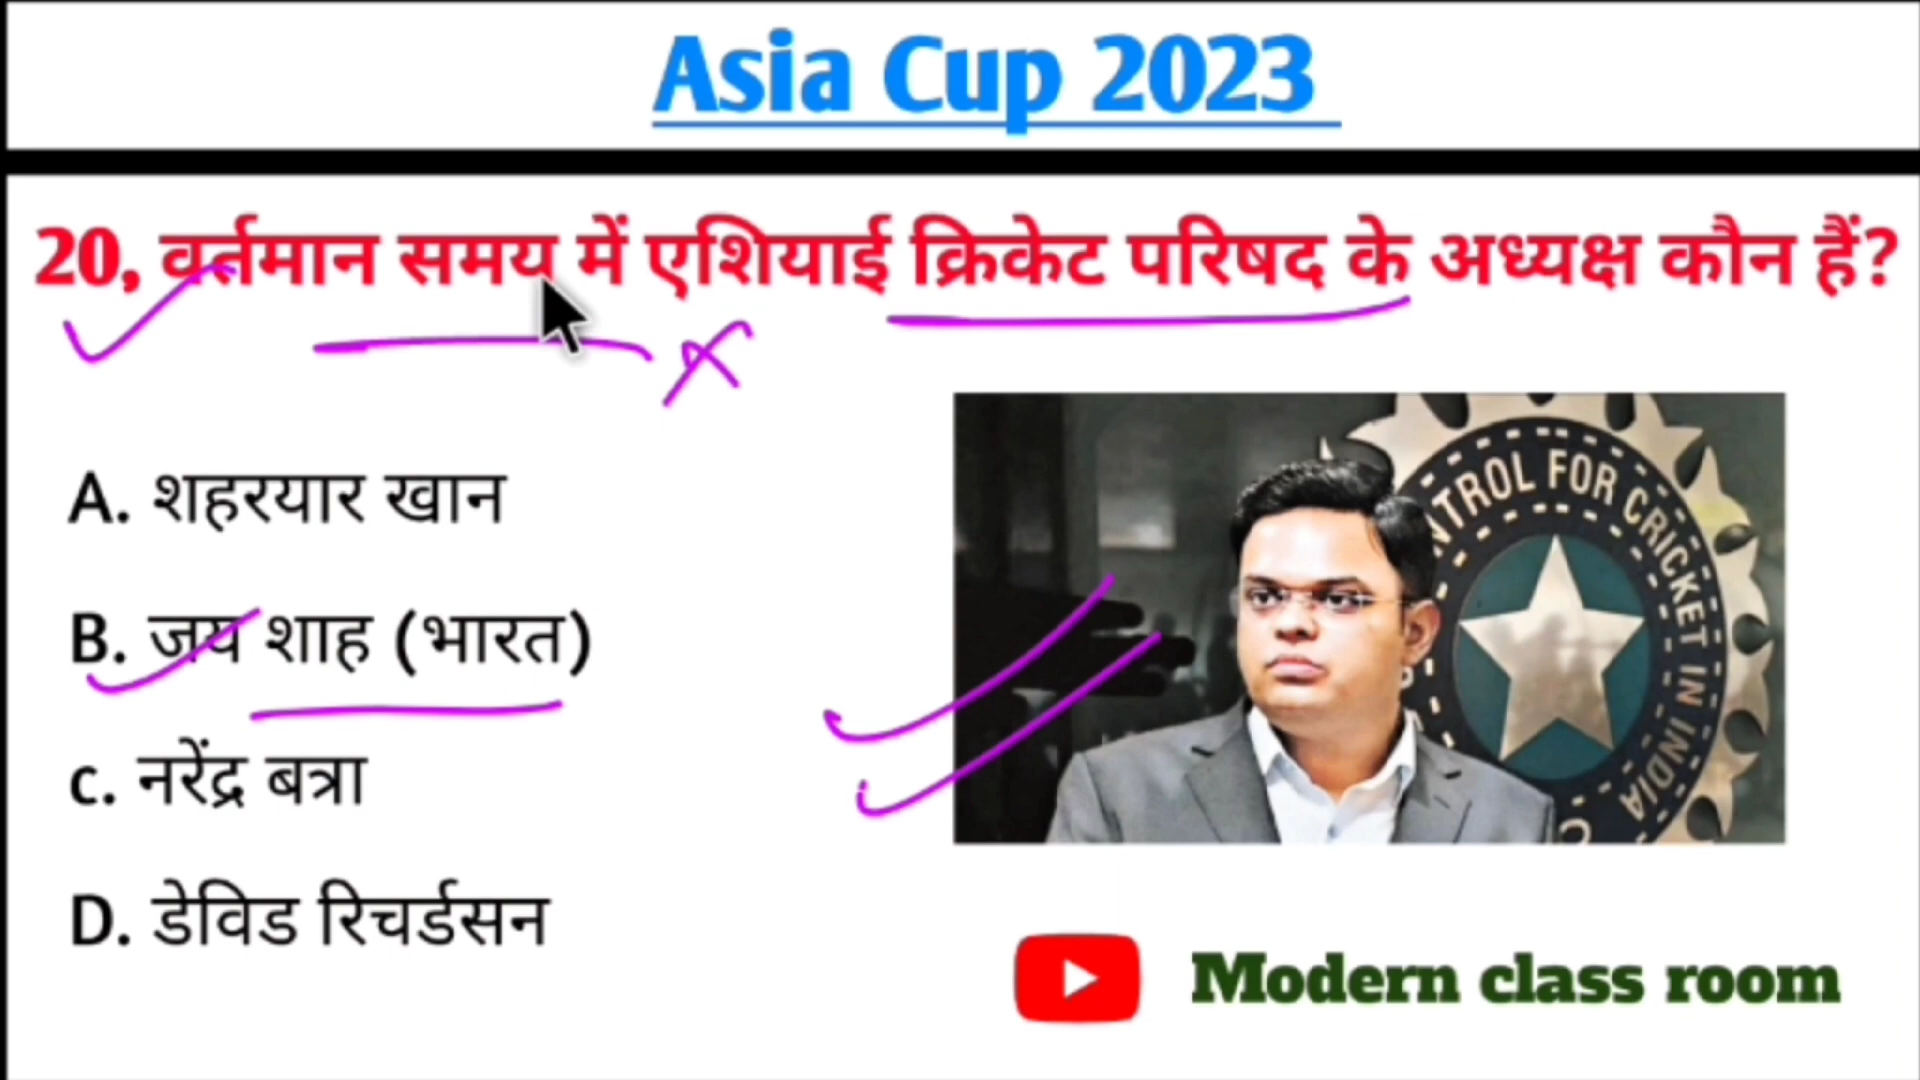 Asia Cup 2023
20, वर्तमान समय में एशियाई क्रिकेट परिषद के अध्यक्ष कौन हैं?
A. शहरयार खान
B. जय शाह (भारत)
c. नरेंद्र बत्रा
D. डेविड रिचर्डसन
NTROL FOR CRICKET IN INDIA
Modern class room